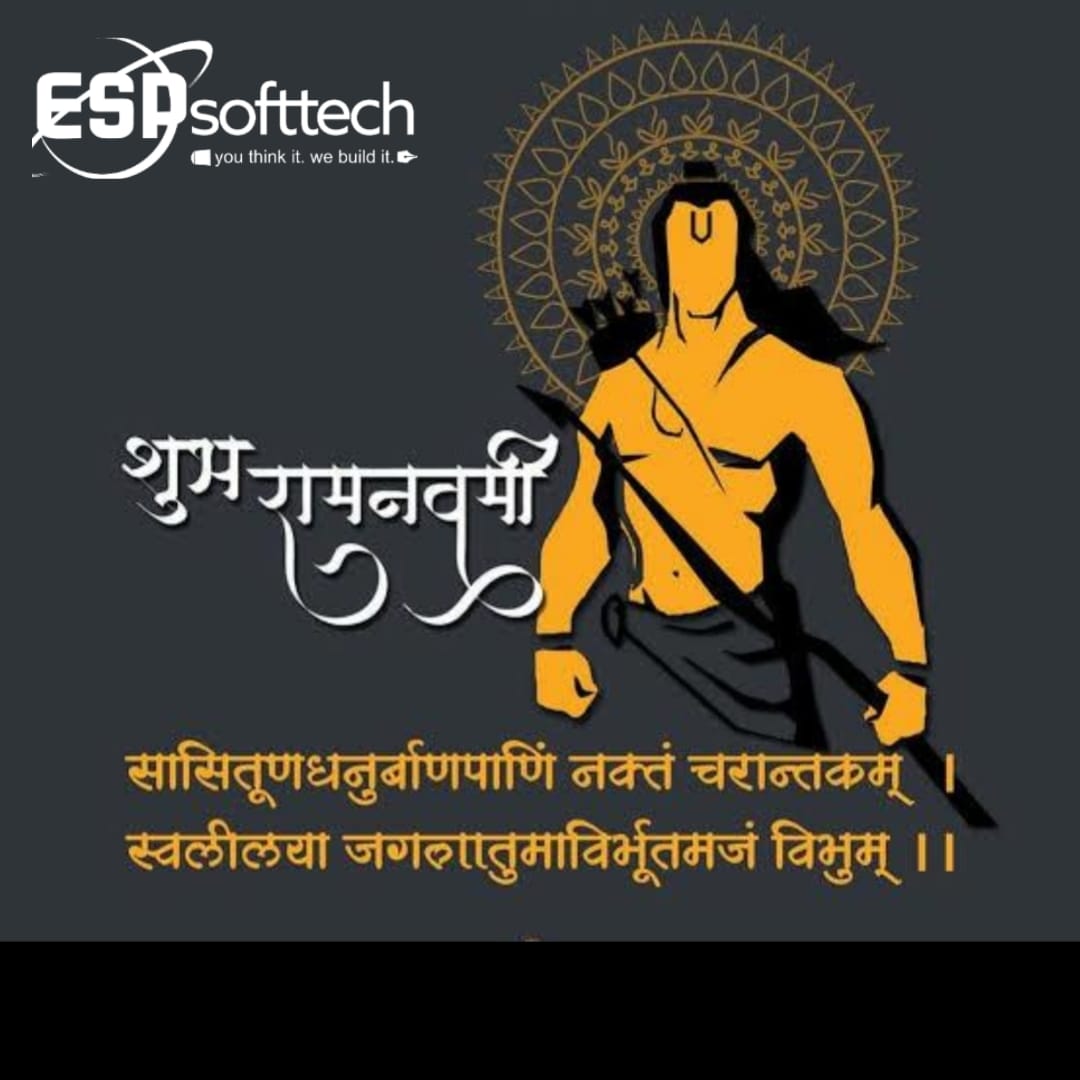 ESP softtech
you think it. we build it.
शुभ रामनवमी
सासितूणधनुर्बाणपाणिं नक्तं चरान्तकम् ।
स्वलीलया जगत्त्रातुमाविर्भूतमजं विभुम् ।।